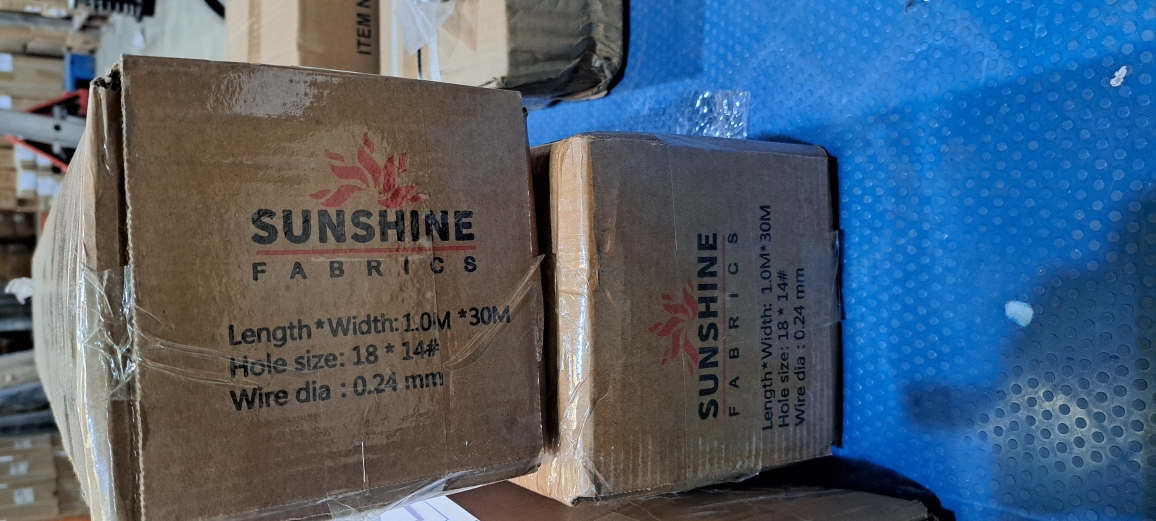 ITEM N
SUNSHINE
FABRICS
Length*Width:1.0M *30M
Hole size: 18 * 14#
Wire dia : 0.24 mm
SUNSHINE
FABRICS
Length*Width: 1.0M*30M
Hole size: 18 * 14#
Wire dia : 0.24 mm